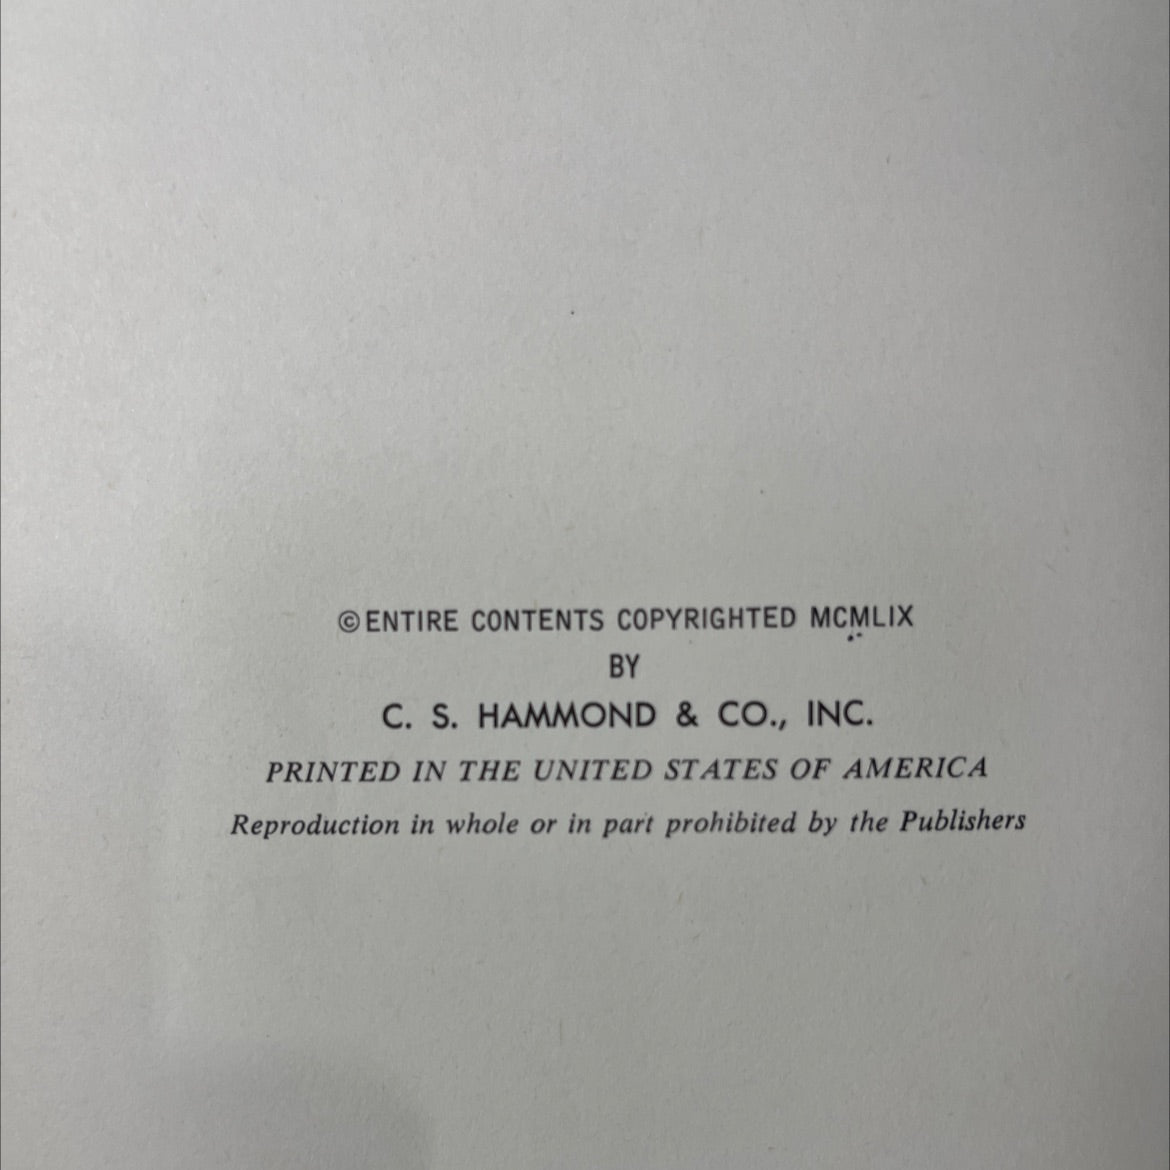 ©ENTIRE CONTENTS COPYRIGHTED MCMLIX
BY
C. S. HAMMOND & CO., INC.
PRINTED IN THE UNITED STATES OF AMERICA
Reproduction in whole or in part prohibited by the Publishers